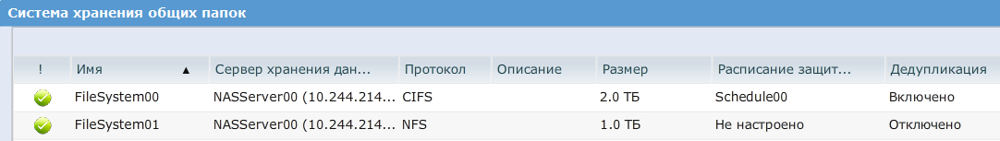 Система хранения общих папок
! Имя ▲ Сервер хранения дан... Протокол Описание Размер Расписание защит... Дедупликация
FileSystem00 NASServer00 (10.244.214... CIFS 2.0 ТБ Schedule00 Включено
FileSystem01 NASServer00 (10.244.214... NFS 1.0 ТБ Не настроено Отключено